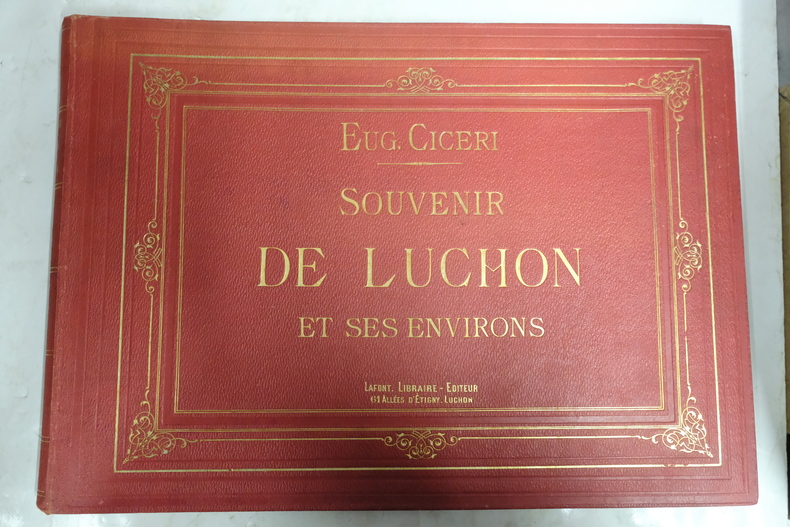 EUG. CICERI
SOUVENIR
DE LUCHON
ET SES ENVIRONS
LAFONT, LIBRAIRE-EDITEUR
61 ALLÉES D'ÉTIGNY. LUCHON